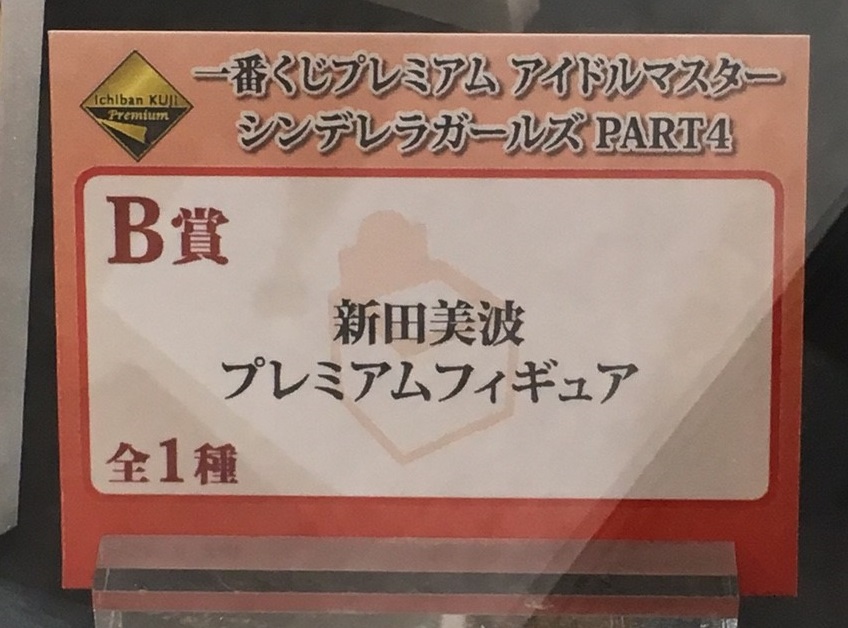 Ichiban KUJI
Premium
一番くじプレミアム アイドルマスター
シンデレラガールズ PART4
B賞
新田美波
プレミアムフィギュア
全1種